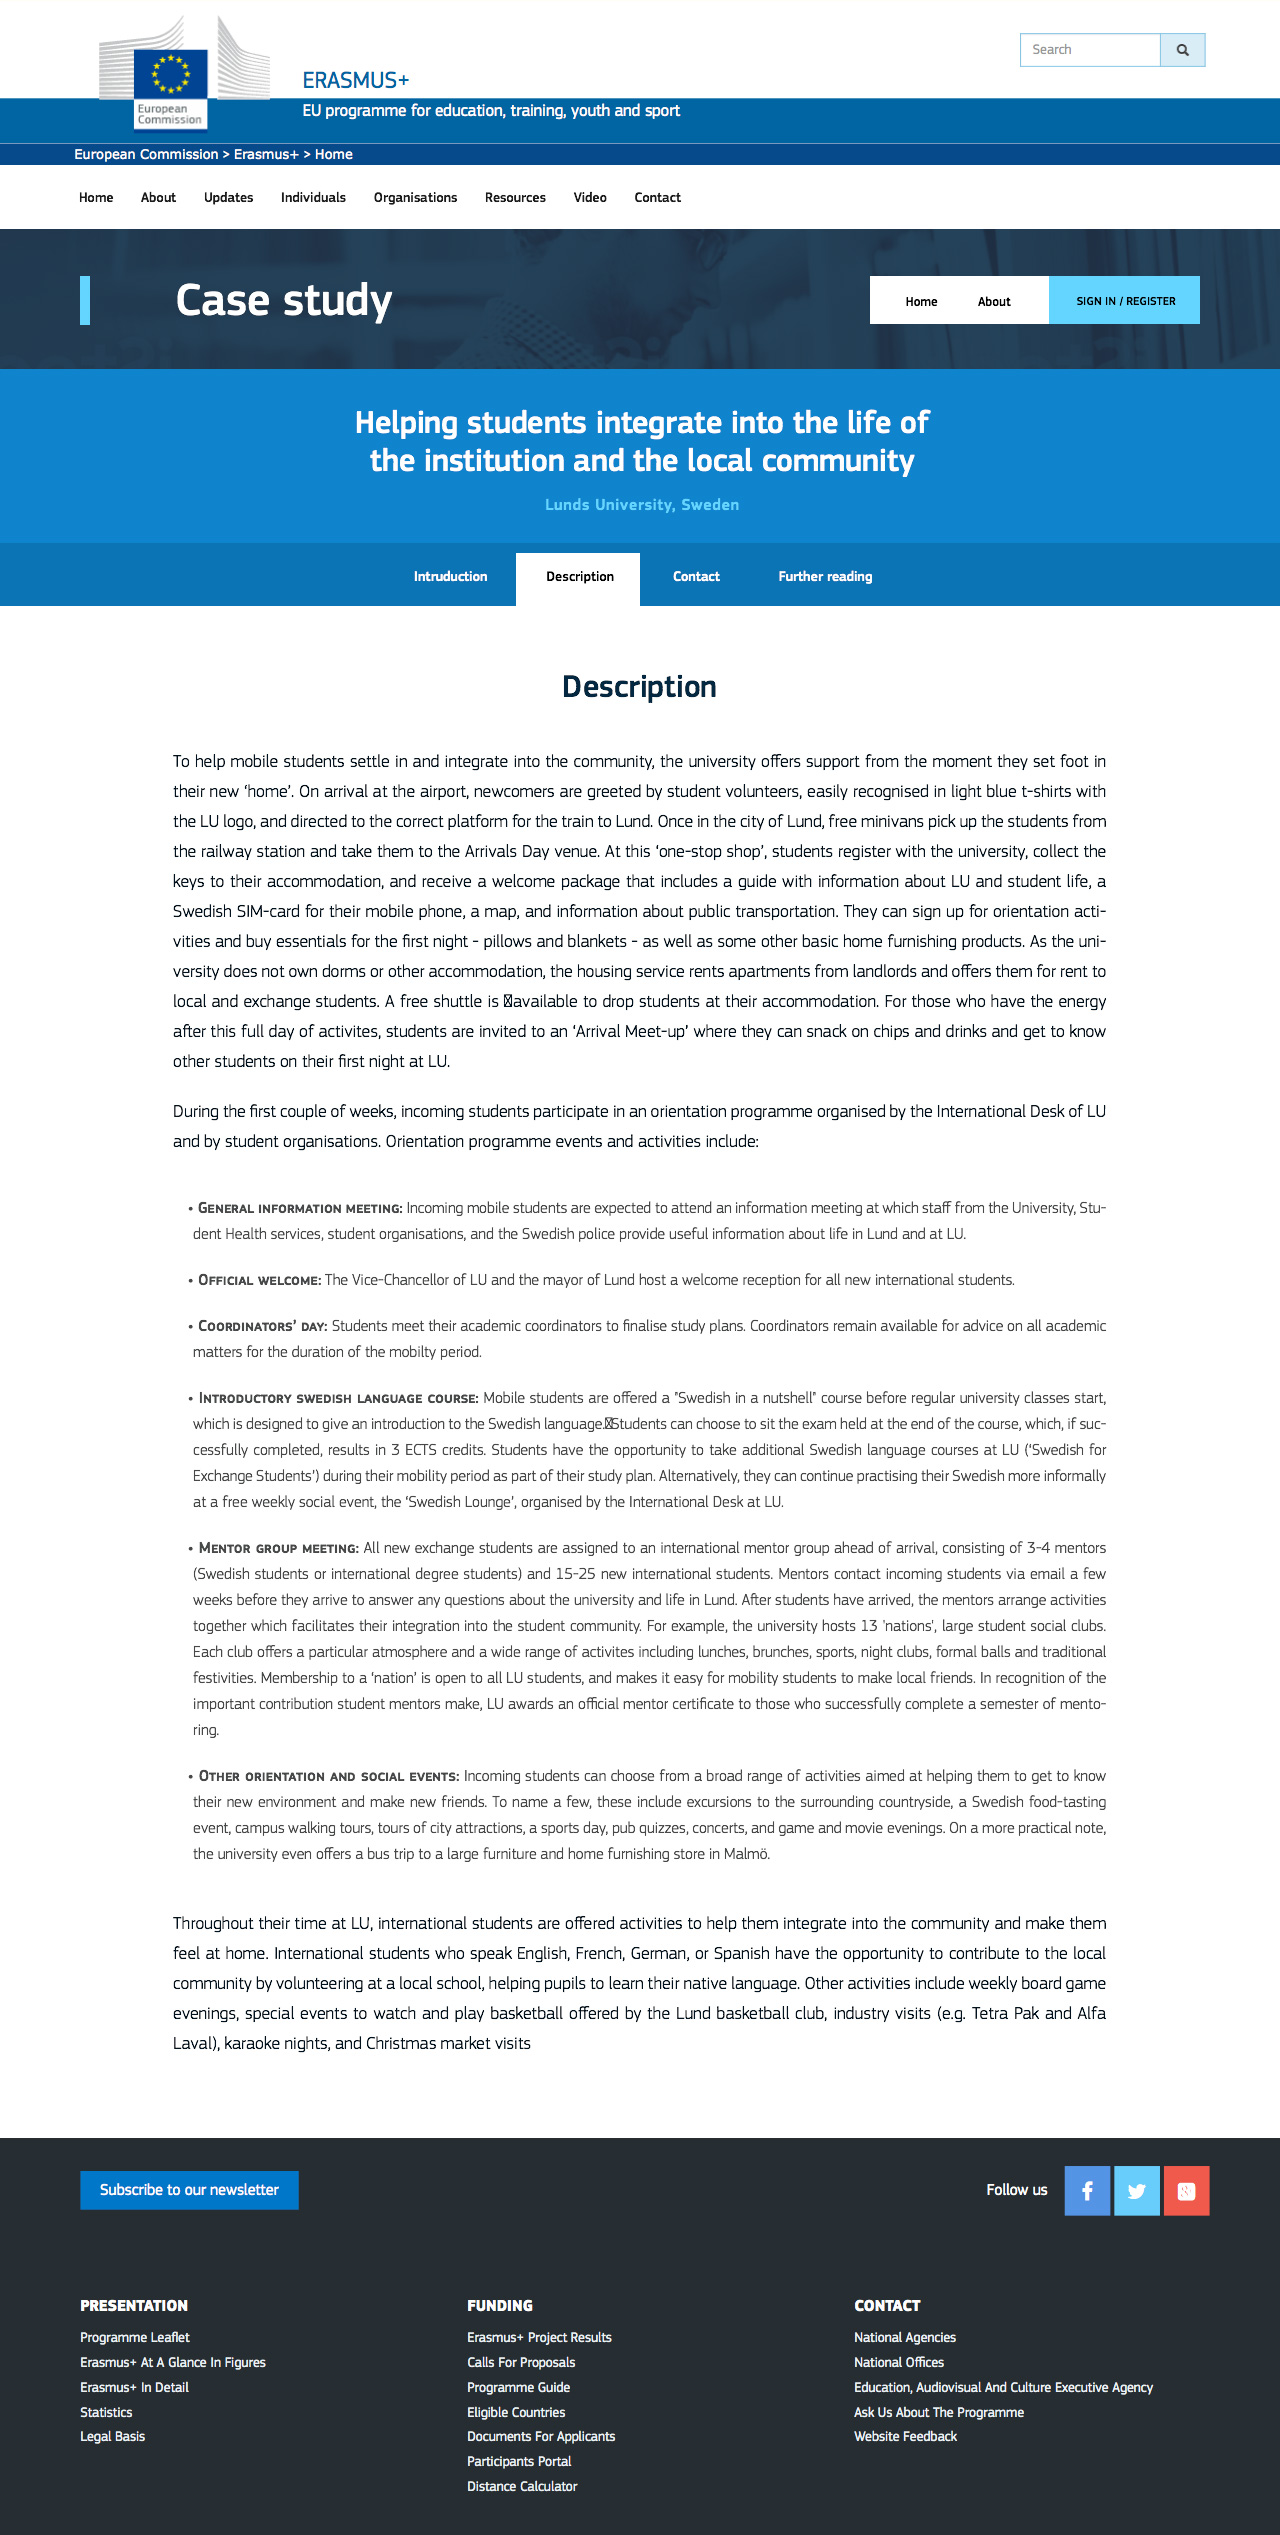 Search
ERASMUS+
European
Commission
EU programme for education, training, youth and sport
European Commission > Erasmus+ > Home
Home About Updates Individuals Organisations Resources Video Contact
Case study
Home About SIGN IN / REGISTER
Helping students integrate into the life of
the institution and the local community
Lunds University, Sweden
Intruduction Description Contact Further reading
Description
To help mobile students settle in and integrate into the community, the university offers support from the moment they set foot in
their new ‘home’. On arrival at the airport, newcomers are greeted by student volunteers, easily recognised in light blue t-shirts with
the LU logo, and directed to the correct platform for the train to Lund. Once in the city of Lund, free minivans pick up the students from
the railway station and take them to the Arrivals Day venue. At this ‘one-stop shop’, students register with the university, collect the
keys to their accommodation, and receive a welcome package that includes a guide with information about LU and student life, a
Swedish SIM-card for their mobile phone, a map, and information about public transportation. They can sign up for orientation acti-
vities and buy essentials for the first night - pillows and blankets - as well as some other basic home furnishing products. As the uni-
versity does not own dorms or other accommodation, the housing service rents apartments from landlords and offers them for rent to
local and exchange students. A free shuttle is available to drop students at their accommodation. For those who have the energy
after this full day of activites, students are invited to an ‘Arrival Meet-up’ where they can snack on chips and drinks and get to know
other students on their first night at LU.
During the first couple of weeks, incoming students participate in an orientation programme organised by the International Desk of LU
and by student organisations. Orientation programme events and activities include:
• GENERAL INFORMATION MEETING: Incoming mobile students are expected to attend an information meeting at which staff from the University, Stu-
dent Health services, student organisations, and the Swedish police provide useful information about life in Lund and at LU.
• OFFICIAL WELCOME: The Vice-Chancellor of LU and the mayor of Lund host a welcome reception for all new international students.
• COORDINATORS’ DAY: Students meet their academic coordinators to finalise study plans. Coordinators remain available for advice on all academic
matters for the duration of the mobilty period.
• INTRODUCTORY SWEDISH LANGUAGE COURSE: Mobile students are offered a "Swedish in a nutshell" course before regular university classes start,
which is designed to give an introduction to the Swedish language. Students can choose to sit the exam held at the end of the course, which, if suc-
cessfully completed, results in 3 ECTS credits. Students have the opportunity to take additional Swedish language courses at LU (‘Swedish for
Exchange Students’) during their mobility period as part of their study plan. Alternatively, they can continue practising their Swedish more informally
at a free weekly social event, the ‘Swedish Lounge’, organised by the International Desk at LU.
• MENTOR GROUP MEETING: All new exchange students are assigned to an international mentor group ahead of arrival, consisting of 3-4 mentors
(Swedish students or international degree students) and 15-25 new international students. Mentors contact incoming students via email a few
weeks before they arrive to answer any questions about the university and life in Lund. After students have arrived, the mentors arrange activities
together which facilitates their integration into the student community. For example, the university hosts 13 'nations', large student social clubs.
Each club offers a particular atmosphere and a wide range of activites including lunches, brunches, sports, night clubs, formal balls and traditional
festivities. Membership to a ‘nation’ is open to all LU students, and makes it easy for mobility students to make local friends. In recognition of the
important contribution student mentors make, LU awards an official mentor certificate to those who successfully complete a semester of mento-
ring.
• OTHER ORIENTATION AND SOCIAL EVENTS: Incoming students can choose from a broad range of activities aimed at helping them to get to know
their new environment and make new friends. To name a few, these include excursions to the surrounding countryside, a Swedish food-tasting
event, campus walking tours, tours of city attractions, a sports day, pub quizzes, concerts, and game and movie evenings. On a more practical note,
the university even offers a bus trip to a large furniture and home furnishing store in Malmö.
Throughout their time at LU, international students are offered activities to help them integrate into the community and make them
feel at home. International students who speak English, French, German, or Spanish have the opportunity to contribute to the local
community by volunteering at a local school, helping pupils to learn their native language. Other activities include weekly board game
evenings, special events to watch and play basketball offered by the Lund basketball club, industry visits (e.g. Tetra Pak and Alfa
Laval), karaoke nights, and Christmas market visits
Subscribe to our newsletter
Follow us
PRESENTATION
Programme Leaflet
Erasmus+ At A Glance In Figures
Erasmus+ In Detail
Statistics
Legal Basis
FUNDING
Erasmus+ Project Results
Calls For Proposals
Programme Guide
Eligible Countries
Documents For Applicants
Participants Portal
Distance Calculator
CONTACT
National Agencies
National Offices
Education, Audiovisual And Culture Executive Agency
Ask Us About The Programme
Website Feedback